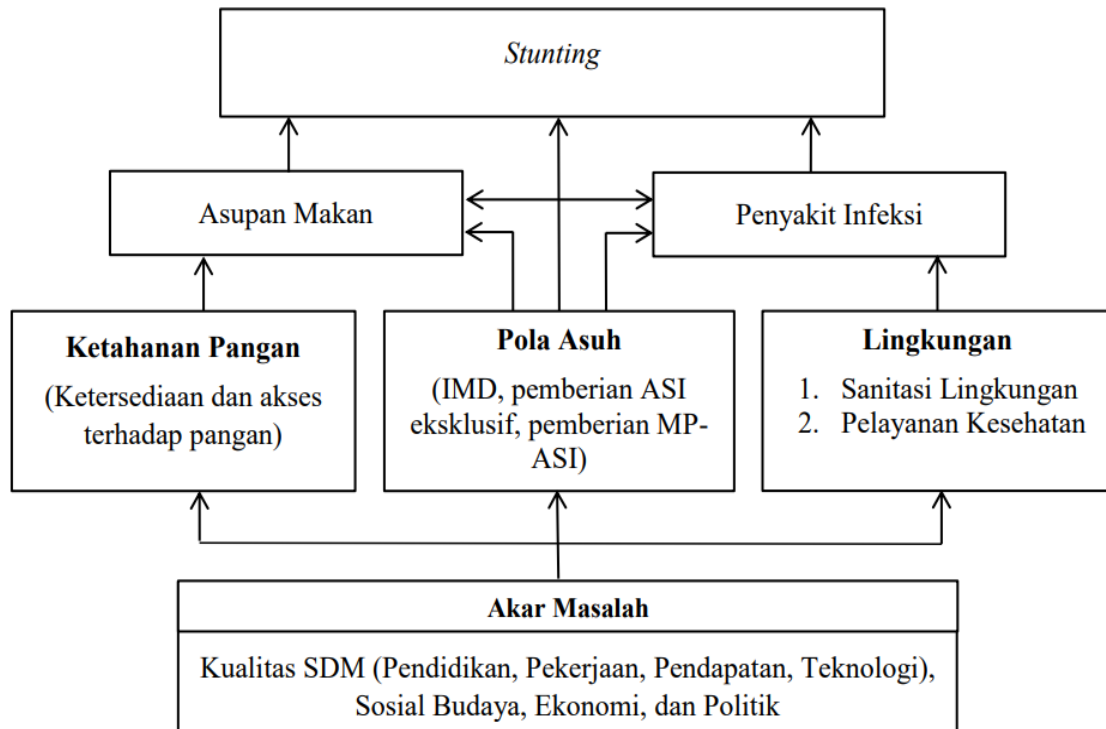 Stunting
Asupan Makan
Penyakit Infeksi
Ketahanan Pangan
(Ketersediaan dan akses
terhadap pangan)
Pola Asuh
(IMD, pemberian ASI
eksklusif, pemberian MP-
ASI)
Lingkungan
1. Sanitasi Lingkungan
2. Pelayanan Kesehatan
Akar Masalah
Kualitas SDM (Pendidikan, Pekerjaan, Pendapatan, Teknologi),
Sosial Budaya, Ekonomi, dan Politik